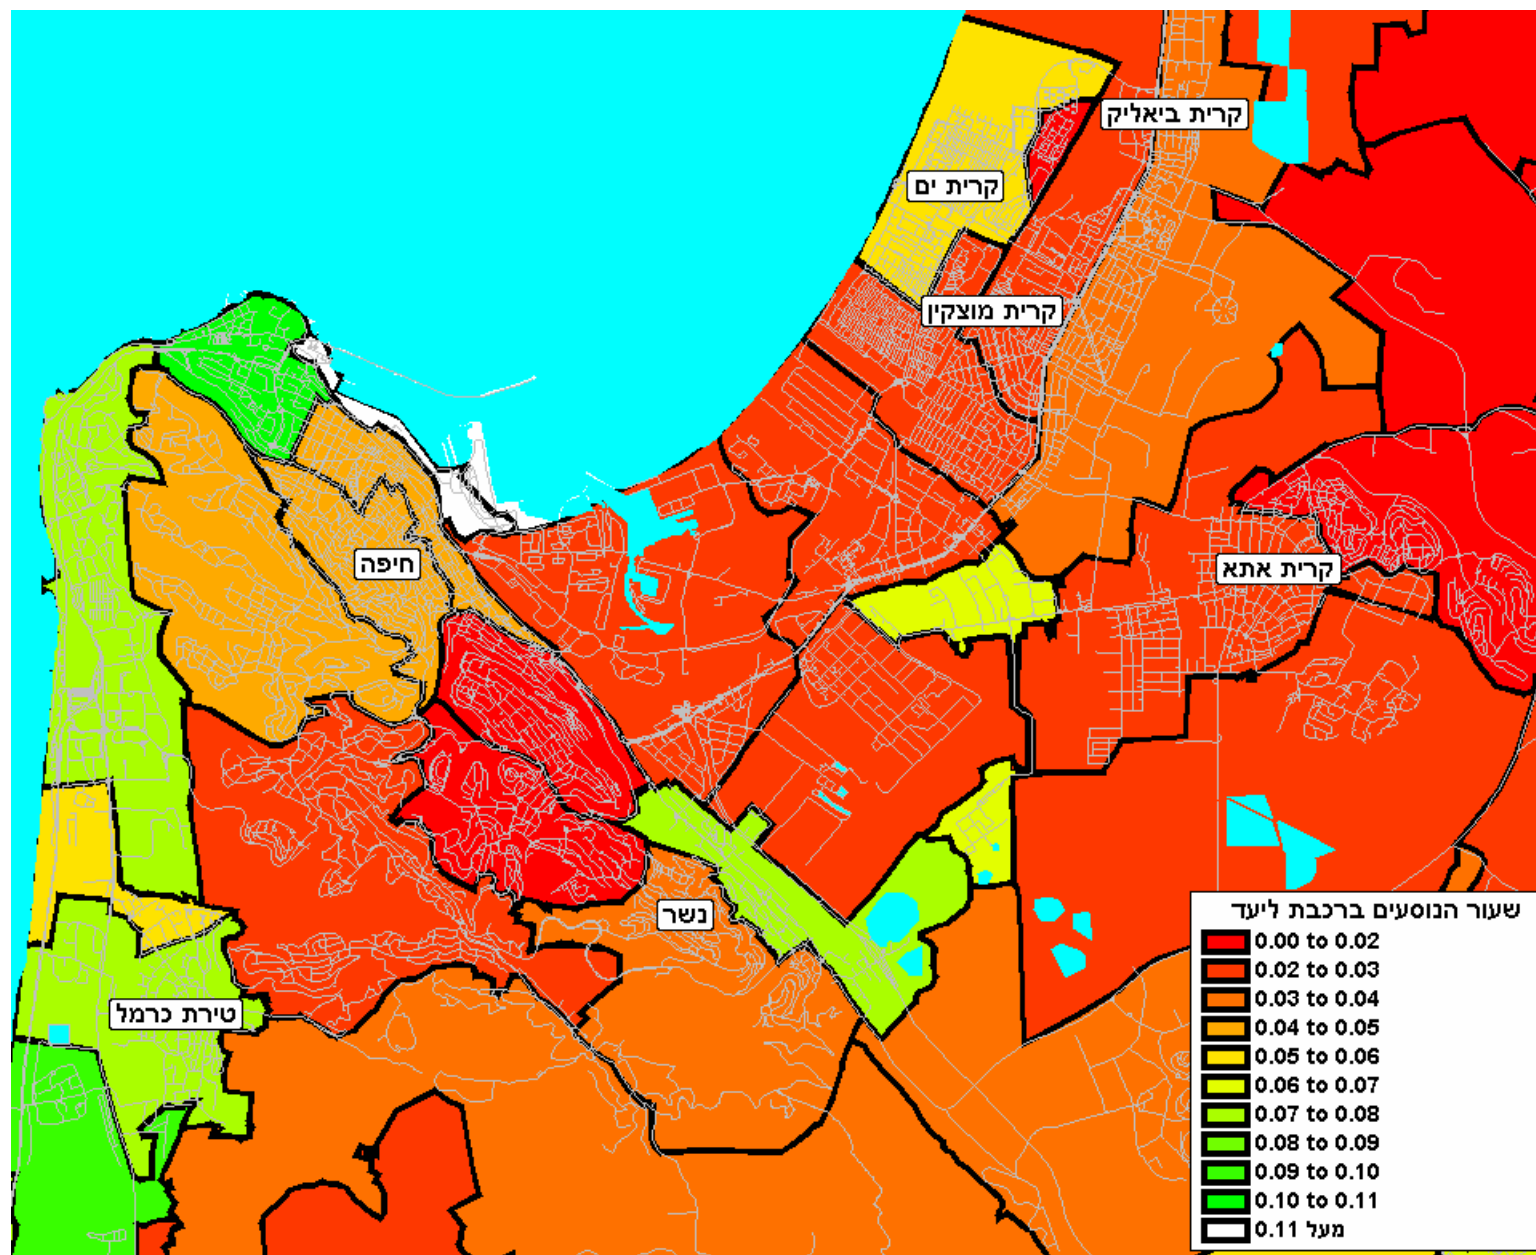 קרית ביאליק
קרית ים
קרית מוצקין
חיפה
קרית אתא
נשר
טירת כרמל
שעור הנוסעים ברכבת ליעד
0.00 to 0.02
0.02 to 0.03
0.03 to 0.04
0.04 to 0.05
0.05 to 0.06
0.06 to 0.07
0.07 to 0.08
0.08 to 0.09
0.09 to 0.10
0.10 to 0.11
מעל 0.11